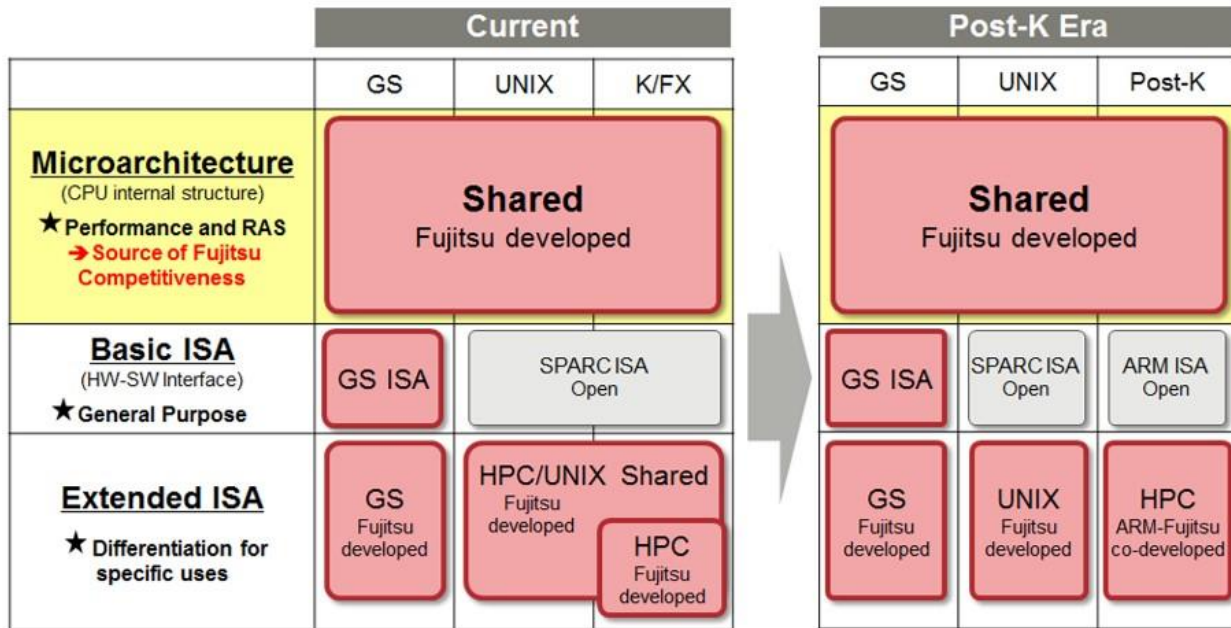 Current
Post-K Era
GS
UNIX
K/FX
GS
UNIX
Post-K
Microarchitecture
(CPU internal structure)
★Performance and RAS
➔ Source of Fujitsu
Competitiveness
Shared
Fujitsu developed
Shared
Fujitsu developed
Basic ISA
(HW-SW Interface)
★General Purpose
GS ISA
SPARC ISA
Open
GS ISA
SPARC ISA
Open
ARM ISA
Open
Extended ISA
★ Differentiation for
specific uses
GS
Fujitsu
developed
HPC/UNIX Shared
Fujitsu
developed
HPC
Fujitsu
developed
GS
Fujitsu
developed
UNIX
Fujitsu
developed
HPC
ARM-Fujitsu
co-developed